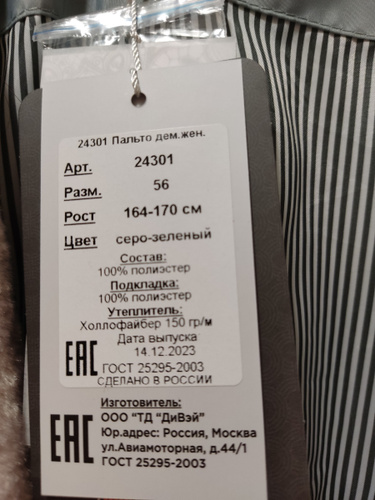 24301 Пальто дем.жен.
Арт. 24301
Разм. 56
Рост 164-170 см
Цвет серо-зеленый
Состав:
100% полиэстер
Подкладка:
100% полиэстер
Утеплитель:
Холлофайбер 150 гр/м
Дата выпуска
14.12.2023
EAC ГОСТ 25295-2003
СДЕЛАНО В РОССИИ
Изготовитель:
EAC ООО "ТД "ДиВэй"
Юр.адрес: Россия, Москва
ул.Авиамоторная, д.44/1
ГОСТ 25295-2003